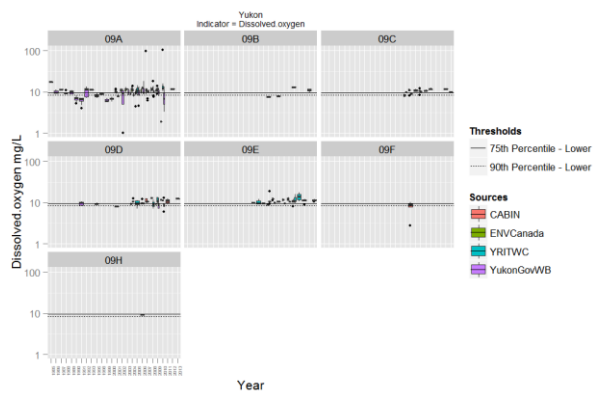 Yukon
Indicator = Dissolved.oxygen
09A
09B
09C
100
10
1
09D
09E
09F
100
10
1
09H
100
10
1
Dissolved.oxygen mg/L
Year
Thresholds
75th Percentile - Lower
90th Percentile - Lower
Sources
CABIN
ENVCanada
YRITWC
YukonGovWB